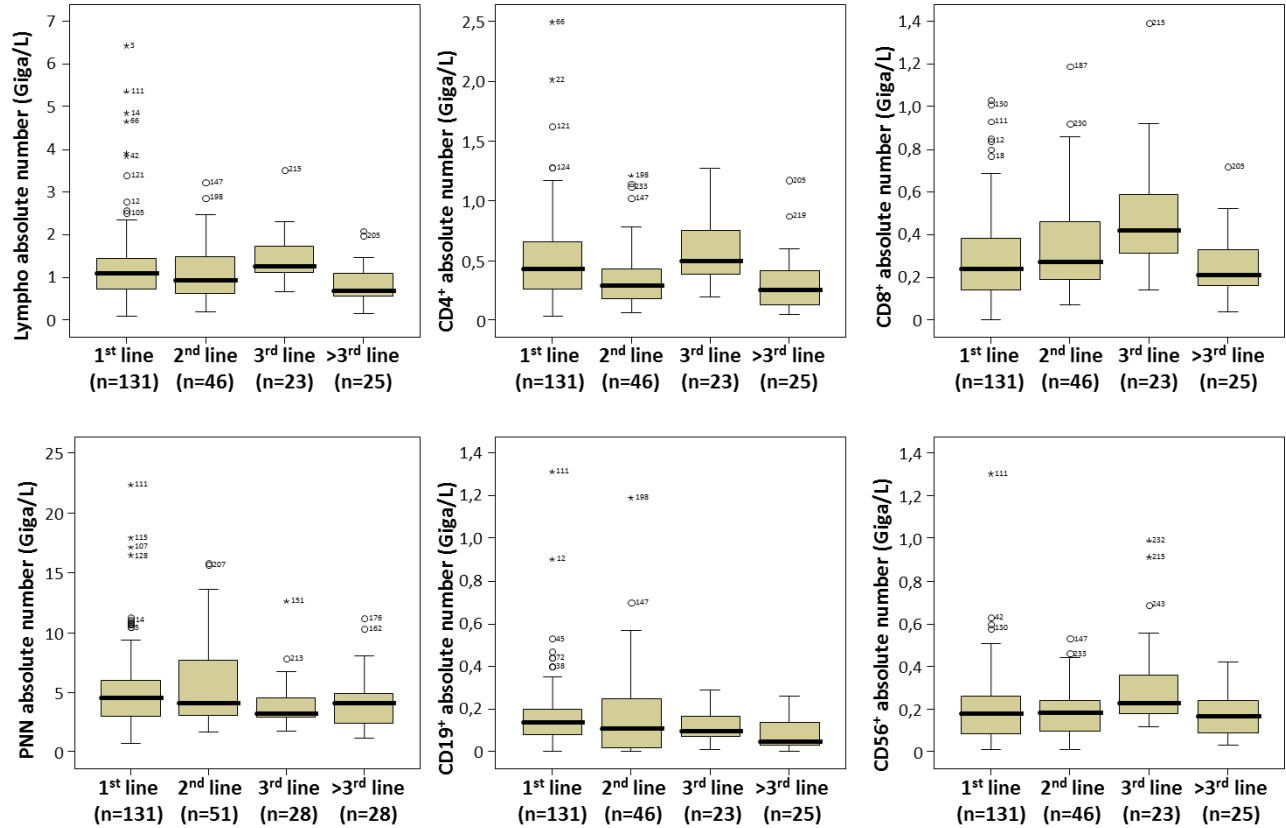 Lympho absolute number (Giga/L)
7
6
5
4
3
2
1
0
3
111
14
66
42
121
12
105
147
198
215
205
1st line
(n=131)
2nd line
(n=46)
3rd line
(n=23)
>3rd line
(n=25)
CD4+ absolute number (Giga/L)
2,5
2,0
1,5
1,0
0,5
0
66
22
121
124
198
233
147
205
219
1st line
(n=131)
2nd line
(n=46)
3rd line
(n=23)
>3rd line
(n=25)
CD8+ absolute number (Giga/L)
1,4
1,2
1,0
0,8
0,6
0,4
0,2
0
130
111
12
18
187
230
215
205
1st line
(n=131)
2nd line
(n=46)
3rd line
(n=23)
>3rd line
(n=25)
PNN absolute number (Giga/L)
25
20
15
10
5
0
111
115
107
128
14
5
207
151
213
176
162
1st line
(n=131)
2nd line
(n=51)
3rd line
(n=28)
>3rd line
(n=28)
CD19+ absolute number (Giga/L)
1,4
1,2
1,0
0,8
0,6
0,4
0,2
0
111
12
45
72
38
198
147
1st line
(n=131)
2nd line
(n=46)
3rd line
(n=23)
>3rd line
(n=25)
CD56+ absolute number (Giga/L)
1,4
1,2
1,0
0,8
0,6
0,4
0,2
0
111
42
130
147
233
232
215
243
1st line
(n=131)
2nd line
(n=46)
3rd line
(n=23)
>3rd line
(n=25)